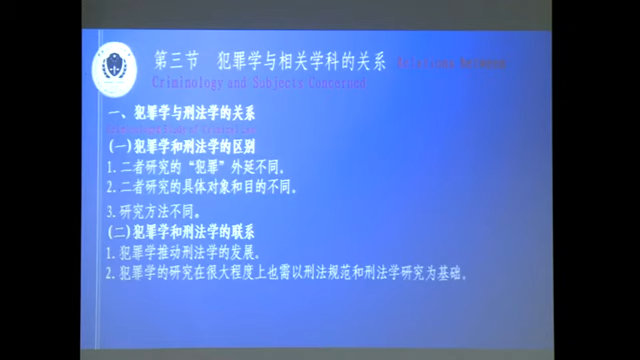 第三节 犯罪学与相关学科的关系
Criminology and Subjects Concerned
一、犯罪学与刑法学的关系
(一)犯罪学和刑法学的区别
1.二者研究的“犯罪”外延不同。
2.二者研究的具体对象和目的不同。
3.研究方法不同。
(二)犯罪学和刑法学的联系
1.犯罪学推动刑法学的发展。
2.犯罪学的研究在很大程度上也需以刑法规范和刑法学研究为基础。